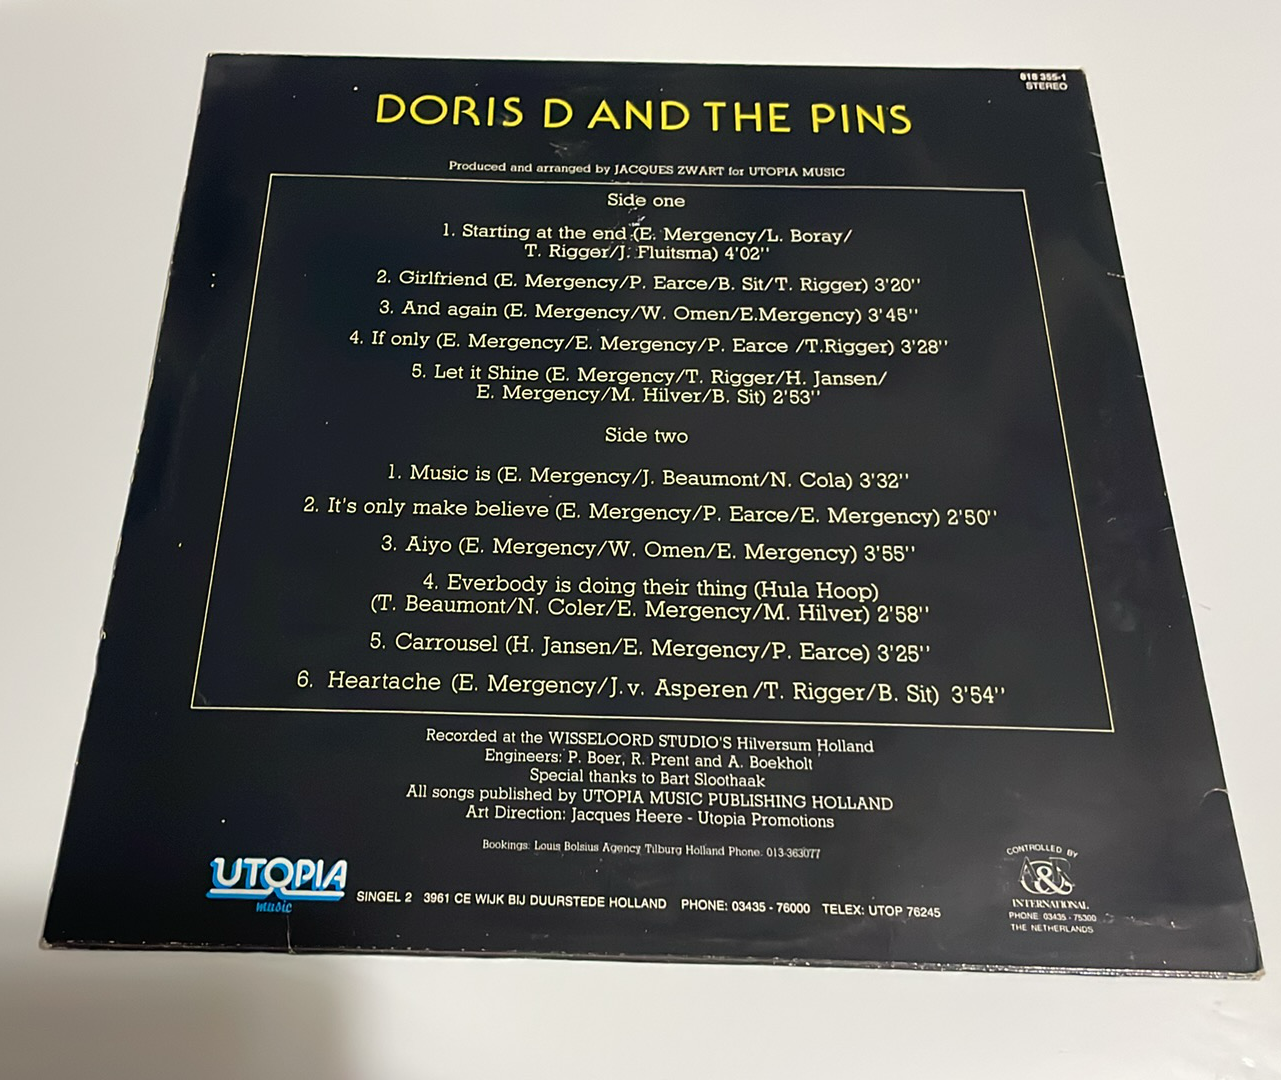 818 355-1
STEREO
DORIS D AND THE PINS
Produced and arranged by JACQUES ZWART for UTOPIA MUSIC
Side one
1. Starting at the end (E. Mergency/L. Boray/
T. Rigger/J. Fluitsma) 4'02''
2. Girlfriend (E. Mergency/P. Earce/B. Sit/T. Rigger) 3'20''
3. And again (E. Mergency/W. Omen/E.Mergency) 3'45''
4. If only (E. Mergency/E. Mergency/P. Earce /T.Rigger) 3'28''
5. Let it Shine (E. Mergency/T. Rigger/H. Jansen/
E. Mergency/M. Hilver/B. Sit) 2'53''
Side two
1. Music is (E. Mergency/J. Beaumont/N. Cola) 3'32''
2. It's only make believe (E. Mergency/P. Earce/E. Mergency) 2'50''
3. Aiyo (E. Mergency/W. Omen/E. Mergency) 3'55''
4. Everbody is doing their thing (Hula Hoop)
(T. Beaumont/N. Coler/E. Mergency/M. Hilver) 2'58''
5. Carrousel (H. Jansen/E. Mergency/P. Earce) 3'25''
6. Heartache (E. Mergency/J.v. Asperen /T. Rigger/B. Sit) 3'54''
Recorded at the WISSELOORD STUDIO'S Hilversum Holland
Engineers: P. Boer, R. Prent and A. Boekholt
Special thanks to Bart Sloothaak
All songs published by UTOPIA MUSIC PUBLISHING HOLLAND
Art Direction: Jacques Heere - Utopia Promotions
Bookings: Louis Bolsius Agency Tilburg Holland Phone: 013-363077
UTOPIA
music
SINGEL 2 3961 CE WIJK BIJ DUURSTEDE HOLLAND PHONE: 03435 - 76000 TELEX: UTOP 76245
CONTROLLED BY
A&R
INTERNATIONAL
PHONE: 03435 - 75300
THE NETHERLANDS